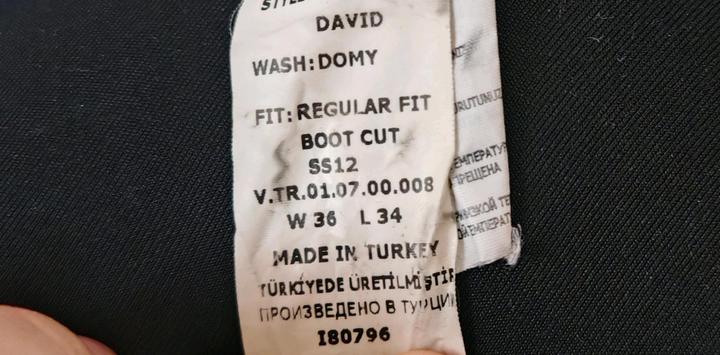 DAVID
WASH:DOMY
FIT: REGULAR FIT
BOOT CUT
SS12
V.TR.01.07.00.008
W 36 L 34
MADE IN TURKEY
TÜRKİYEDE ÜRETİLMİŞTİR
ПРОИЗВЕДЕНО В ТУРЦИИ
I80796